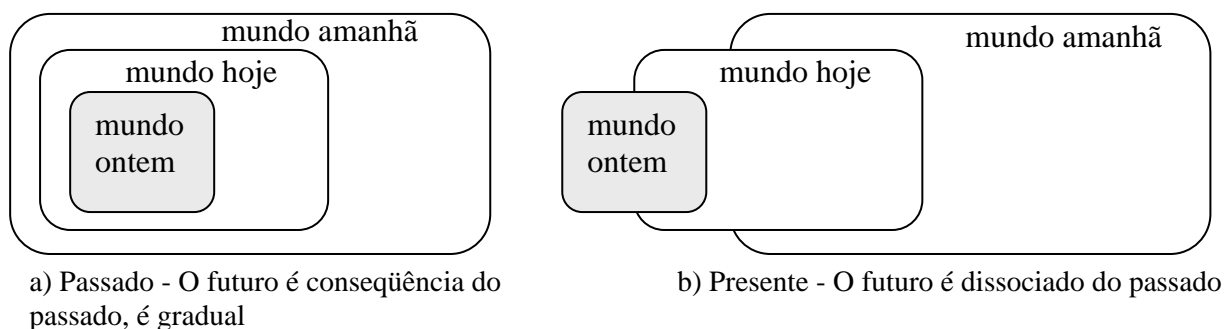 mundo amanhã
mundo hoje
mundo
ontem
a) Passado - O futuro é conseqüência do
passado, é gradual
mundo amanhã
mundo hoje
mundo
ontem
b) Presente - O futuro é dissociado do passado